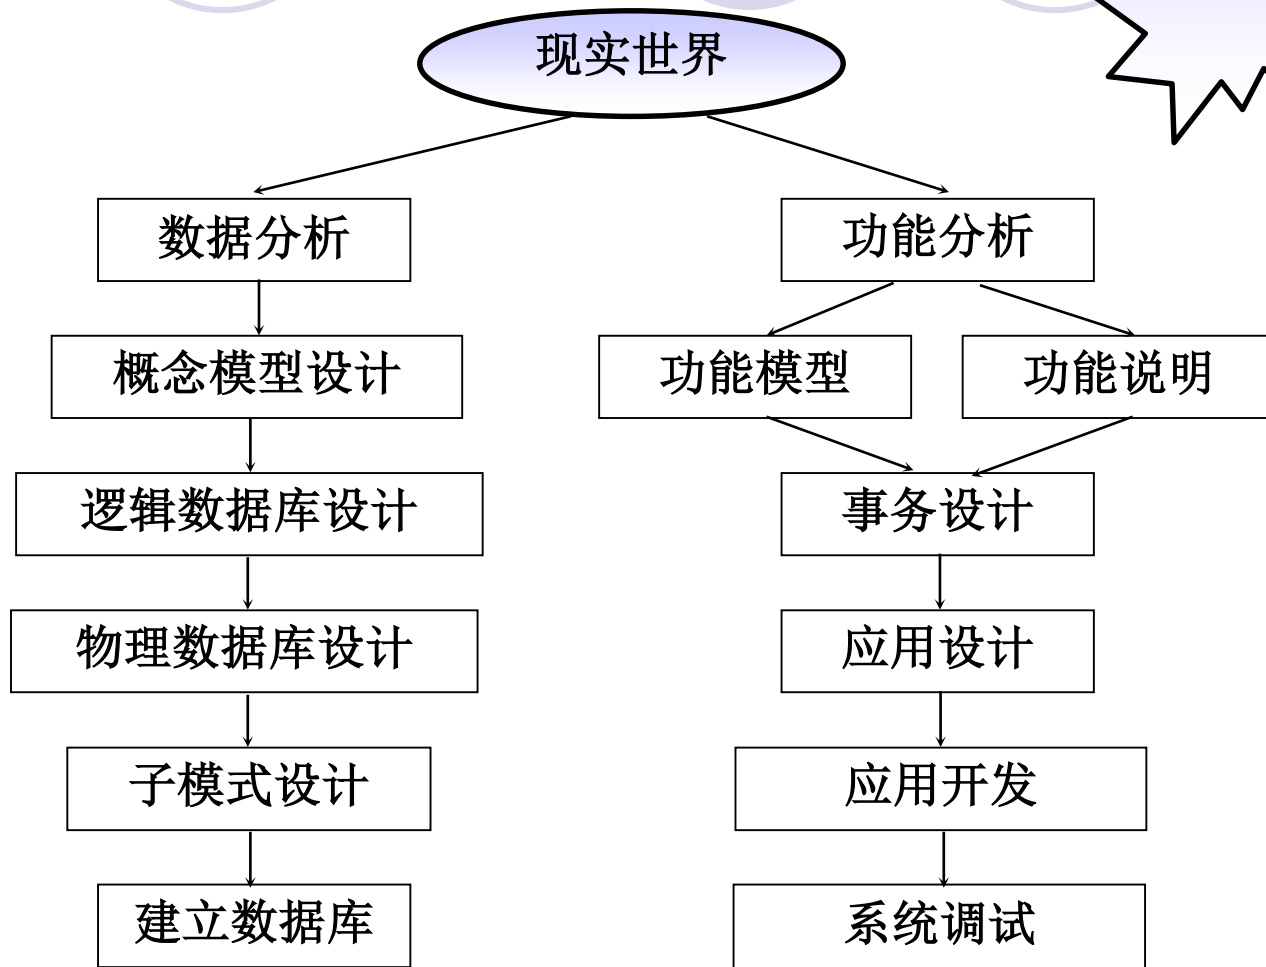 现实世界
数据分析
功能分析
概念模型设计
功能模型
功能说明
逻辑数据库设计
事务设计
物理数据库设计
应用设计
子模式设计
应用开发
建立数据库
系统调试